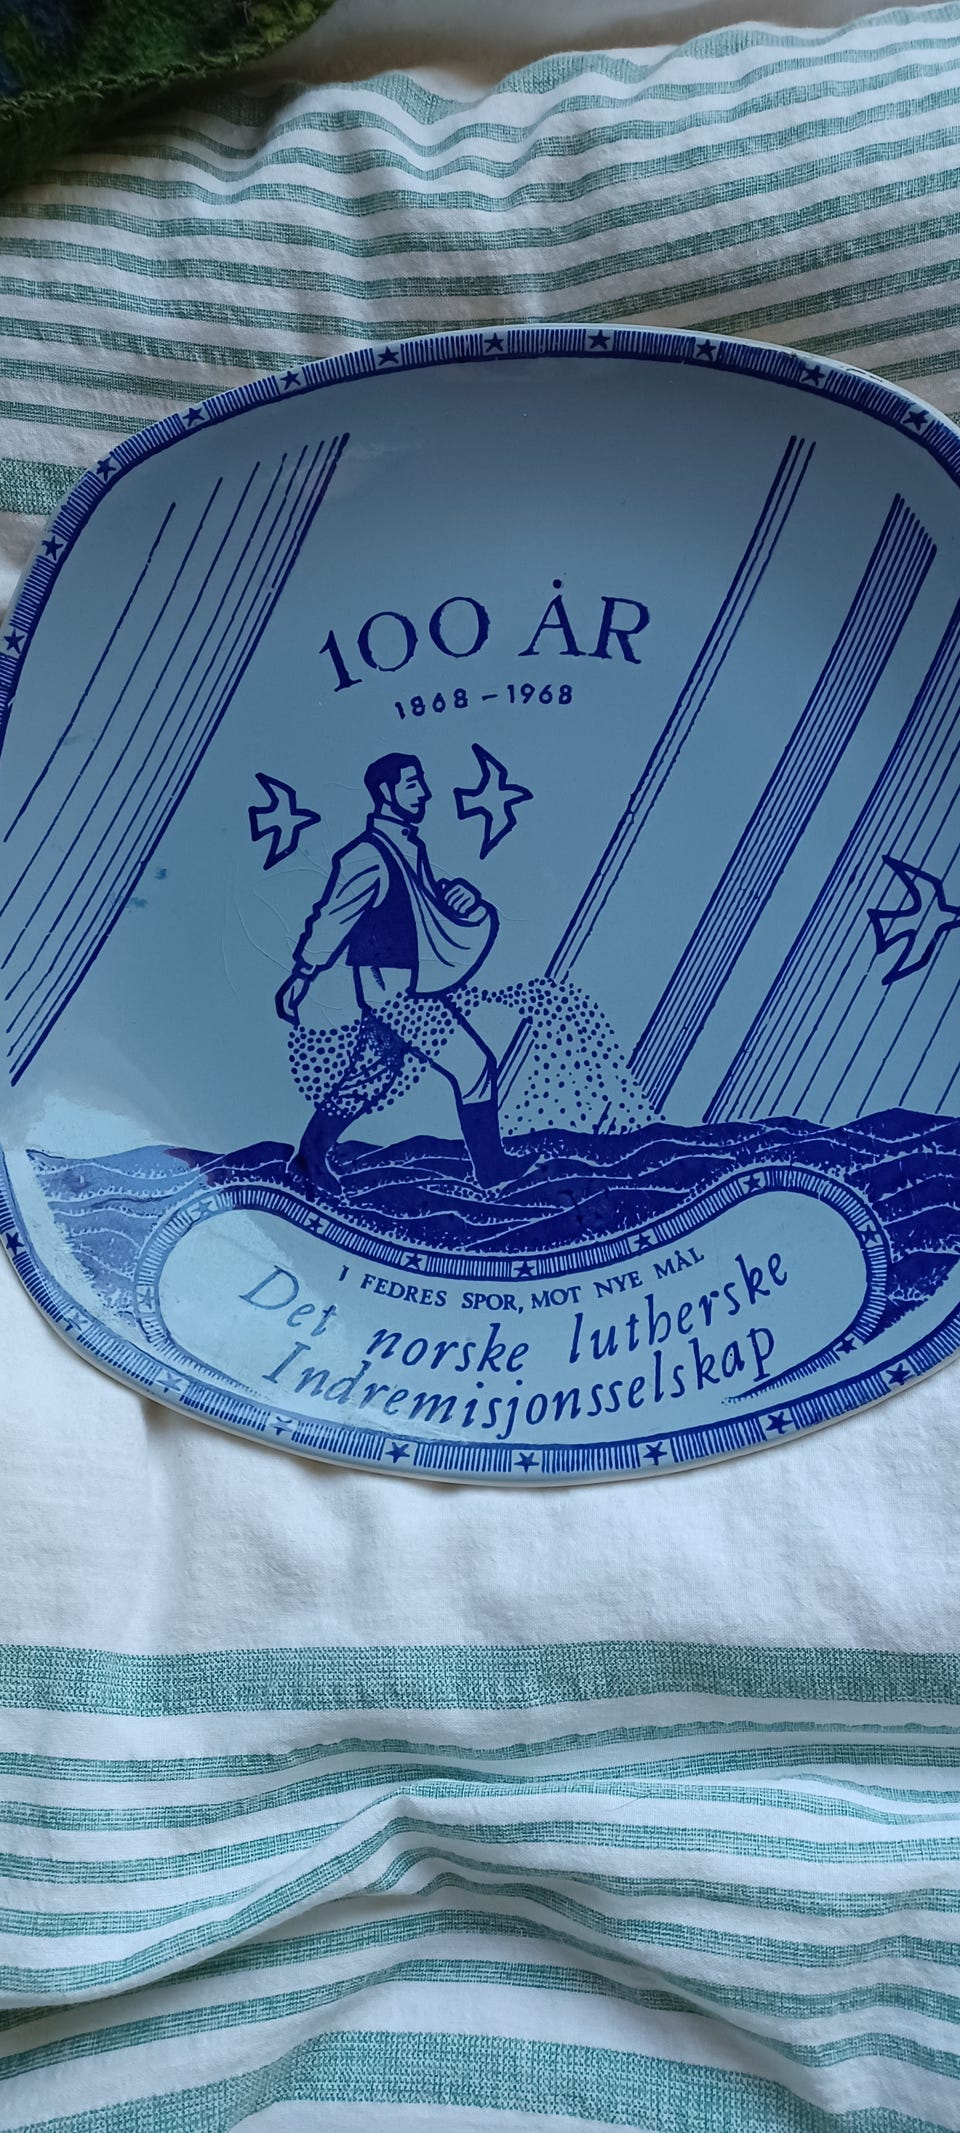 100 ÅR
1868-1968
I FEDRES SPOR, MOT NYE MÅL
Det norske lutherske
Indremisjonsselskap